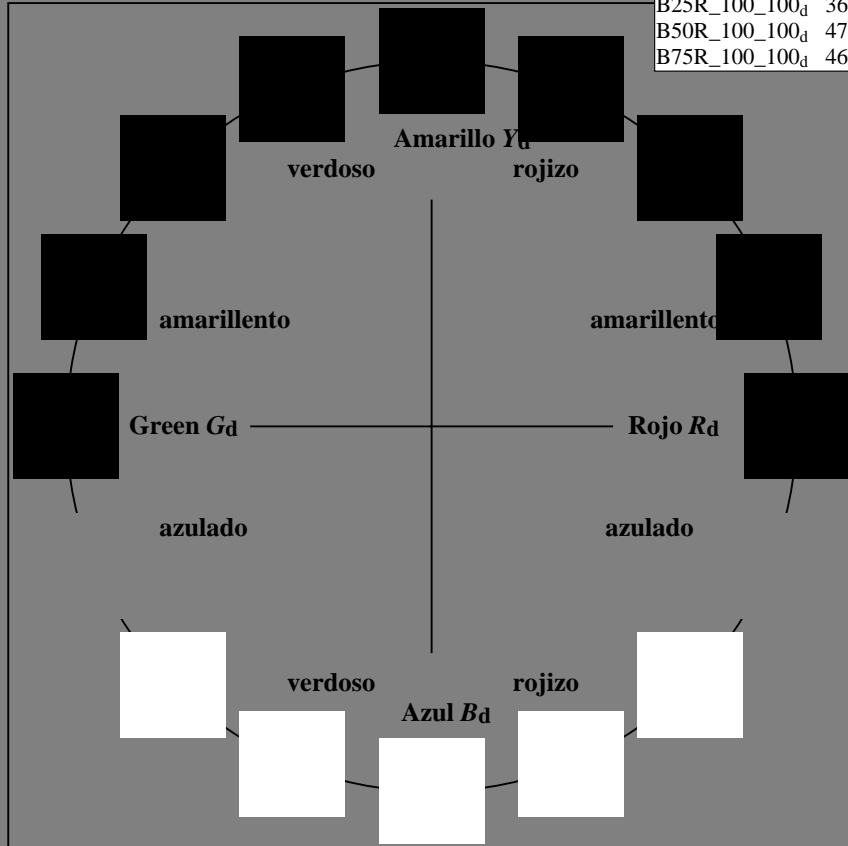 B25R_100_100d 36
B50R_100_100d 47
B75R_100_100d 46
Amarillo Yd
verdoso rojizo
amarillento amarillento
Green Gd Rojo Rd
azulado azulado
verdoso rojizo
Azul Bd